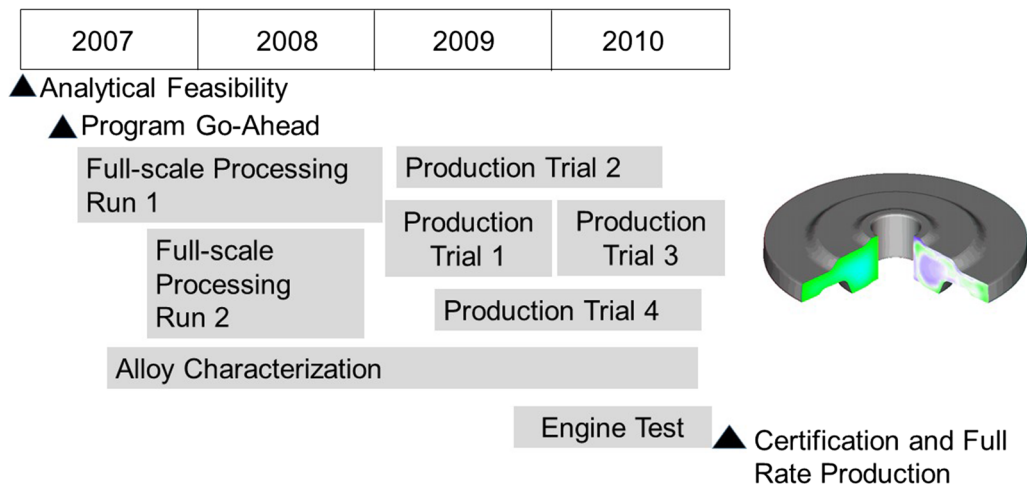 2007 2008 2009 2010
Analytical Feasibility
Program Go-Ahead
Full-scale Processing
Run 1
Production Trial 2
Production
Trial 1
Production
Trial 3
Full-scale
Processing
Run 2
Production Trial 4
Alloy Characterization
Engine Test
Certification and Full
Rate Production